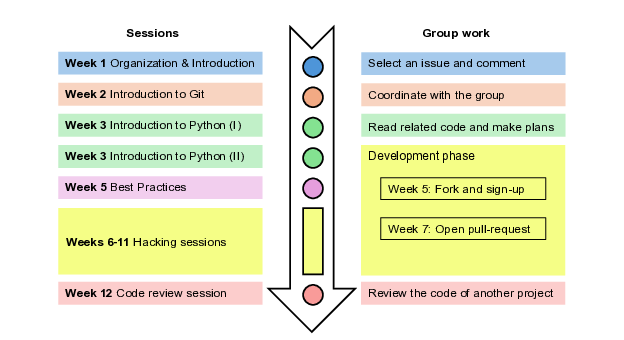 Sessions
Group work
Week 1 Organization & Introduction
Select an issue and comment
Week 2 Introduction to Git
Coordinate with the group
Week 3 Introduction to Python (I)
Read related code and make plans
Week 3 Introduction to Python (II)
Development phase
Week 5 Best Practices
Week 5: Fork and sign-up
Week 7: Open pull-request
Weeks 6-11 Hacking sessions
Week 12 Code review session
Review the code of another project